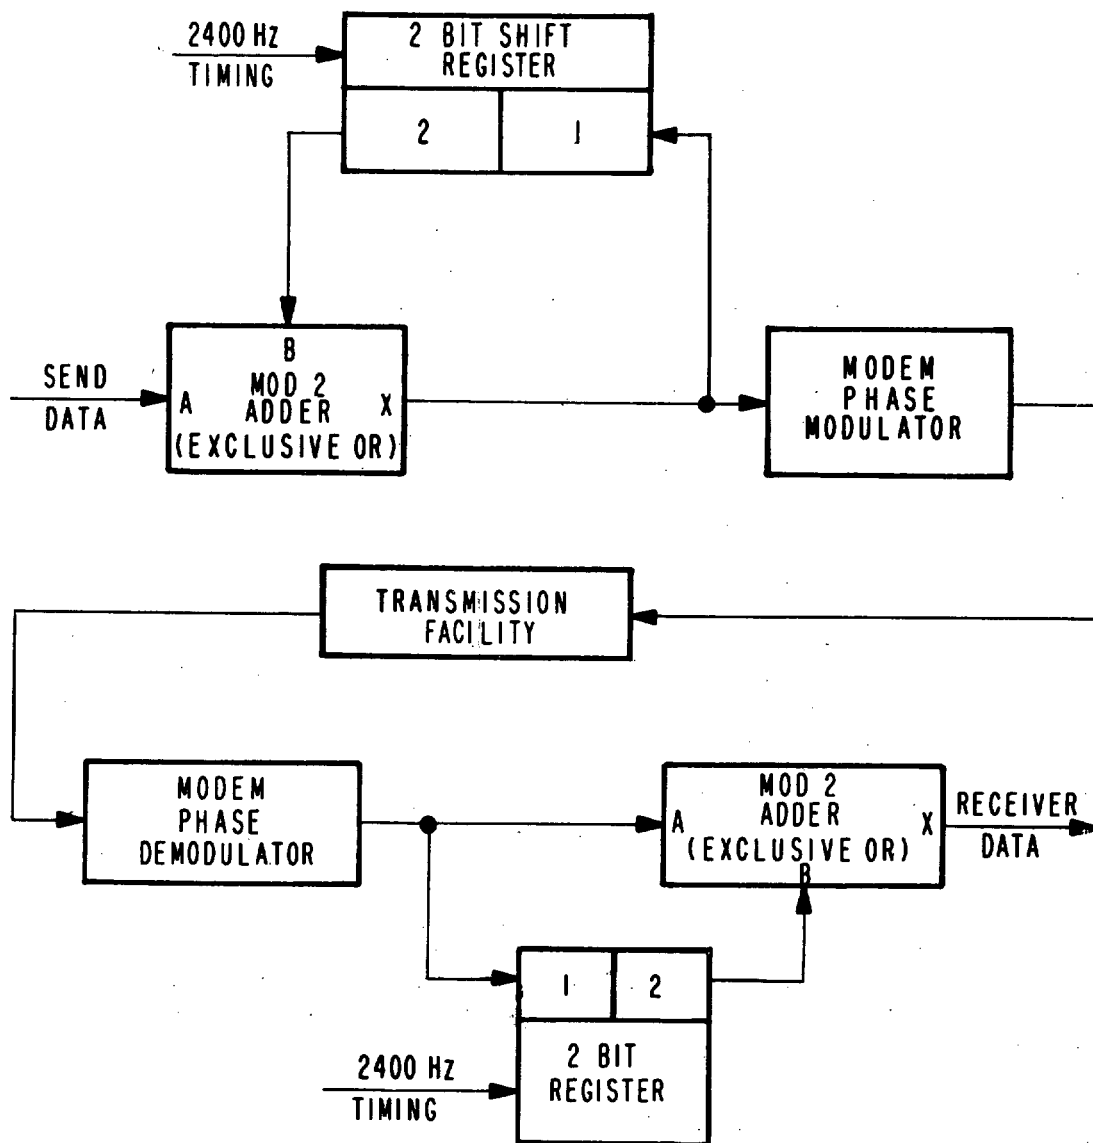 2400 Hz
TIMING
2 BIT SHIFT
REGISTER
2
1
SEND
DATA
A
B
MOD 2
ADDER
(EXCLUSIVE OR)
X
MODEM
PHASE
MODULATOR
TRANSMISSION
FACILITY
MODEM
PHASE
DEMODULATOR
A
MOD 2
ADDER
(EXCLUSIVE OR)
B
X
RECEIVER
DATA
1
2
2 BIT
REGISTER
2400 Hz
TIMING